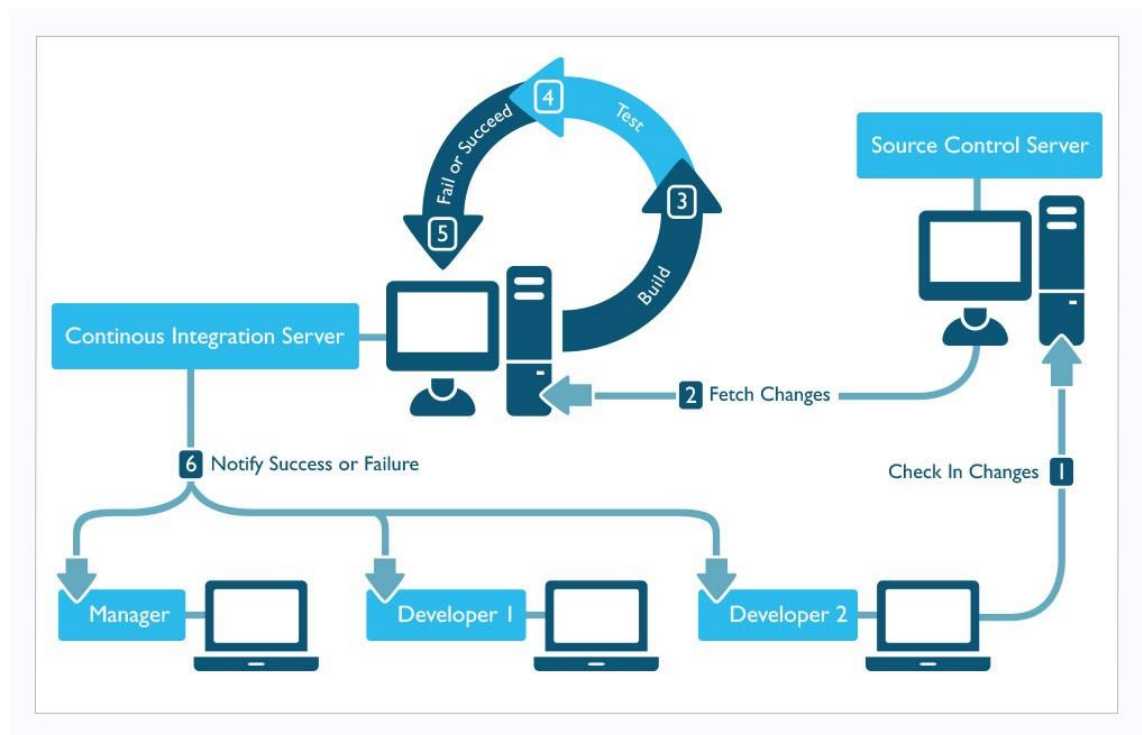 4
Test
Fail or Succeed
5
3
Build
Source Control Server
Continous Integration Server
2 Fetch Changes
6 Notify Success or Failure
Check In Changes 1
Manager
Developer 1
Developer 2